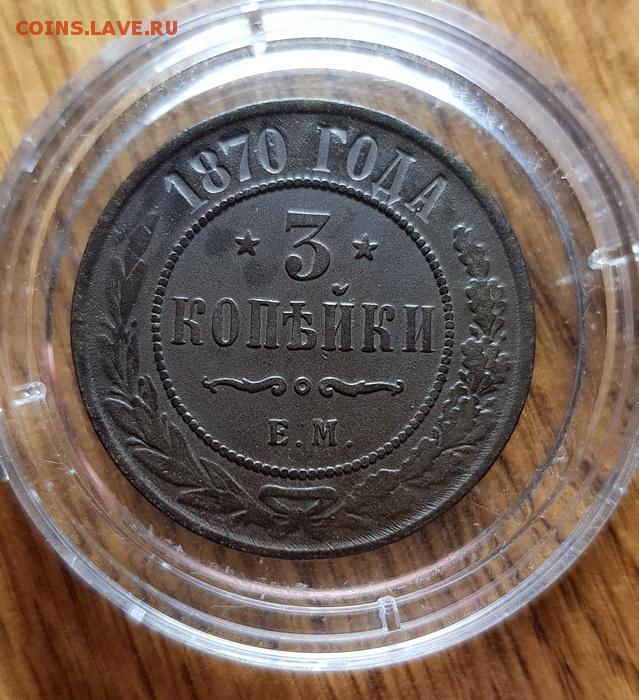 COINS.LAVE.RU
1870 ГОДА
3
КОПѢЙКИ
Е.М.